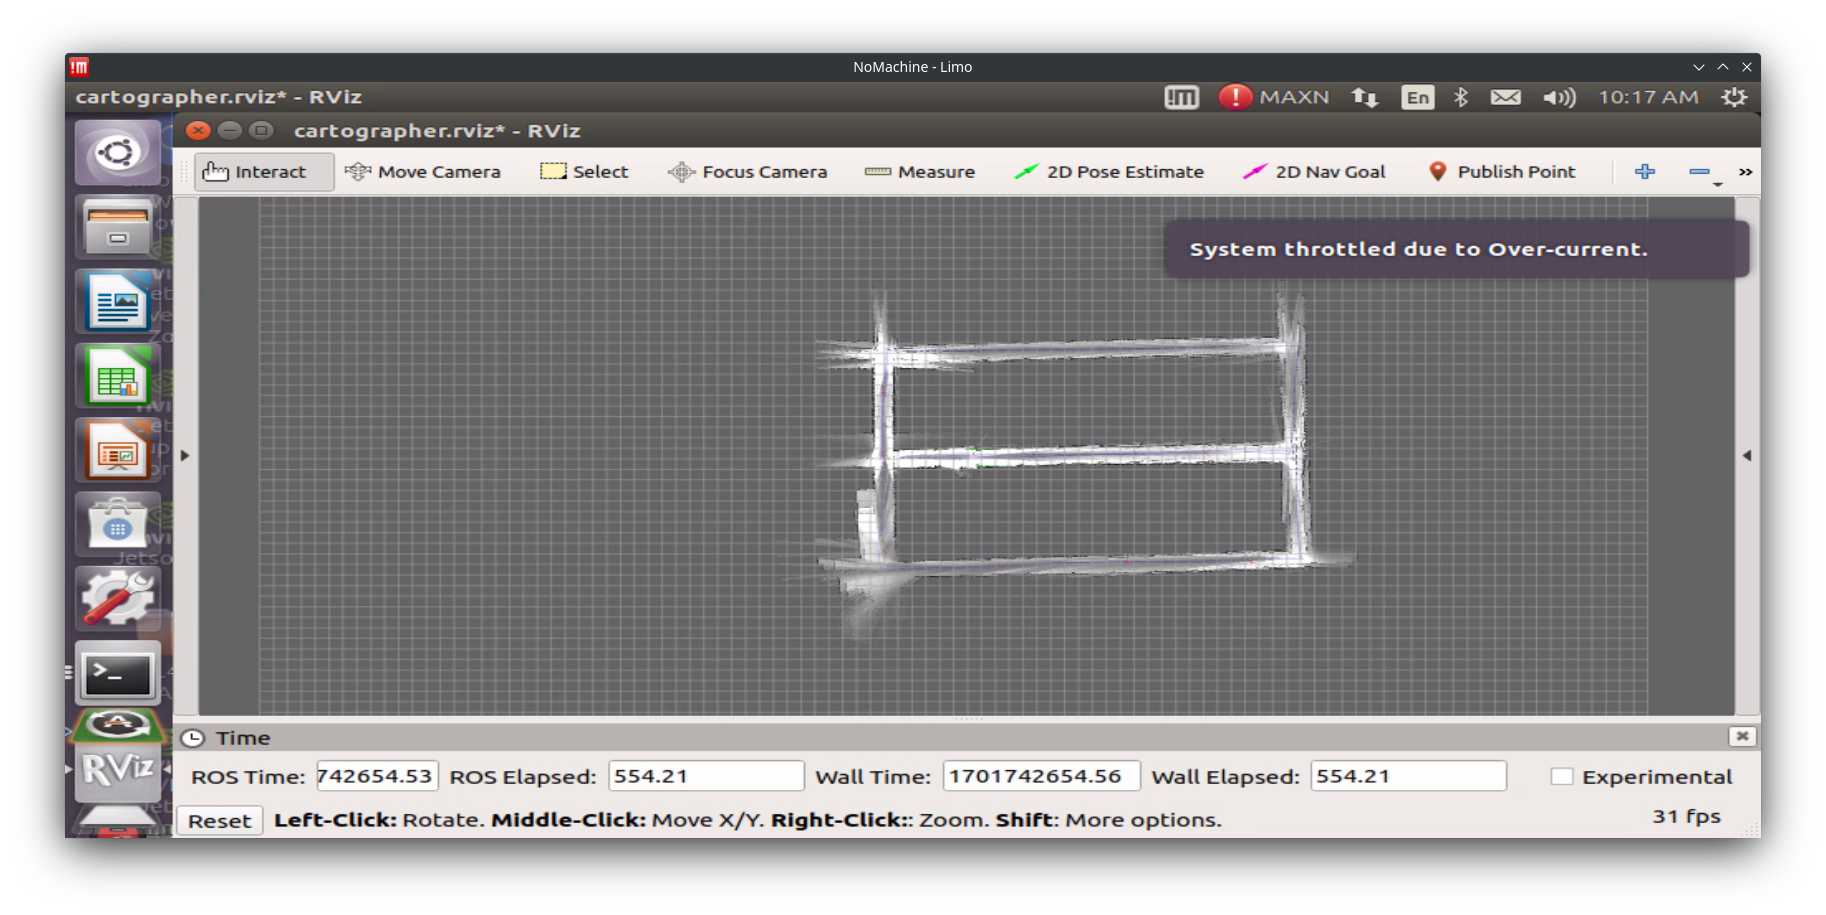 NoMachine - Limo
cartographer.rviz* - RViz
MAXN
En
10:17 AM
cartographer.rviz* - RViz
Interact
Move Camera
Select
Focus Camera
Measure
2D Pose Estimate
2D Nav Goal
Publish Point
System throttled due to Over-current.
RViz
Time
ROS Time: 742654.53 ROS Elapsed: 554.21 Wall Time: 1701742654.56 Wall Elapsed: 554.21 Experimental
Reset Left-Click: Rotate. Middle-Click: Move X/Y. Right-Click:: Zoom. Shift: More options. 31 fps